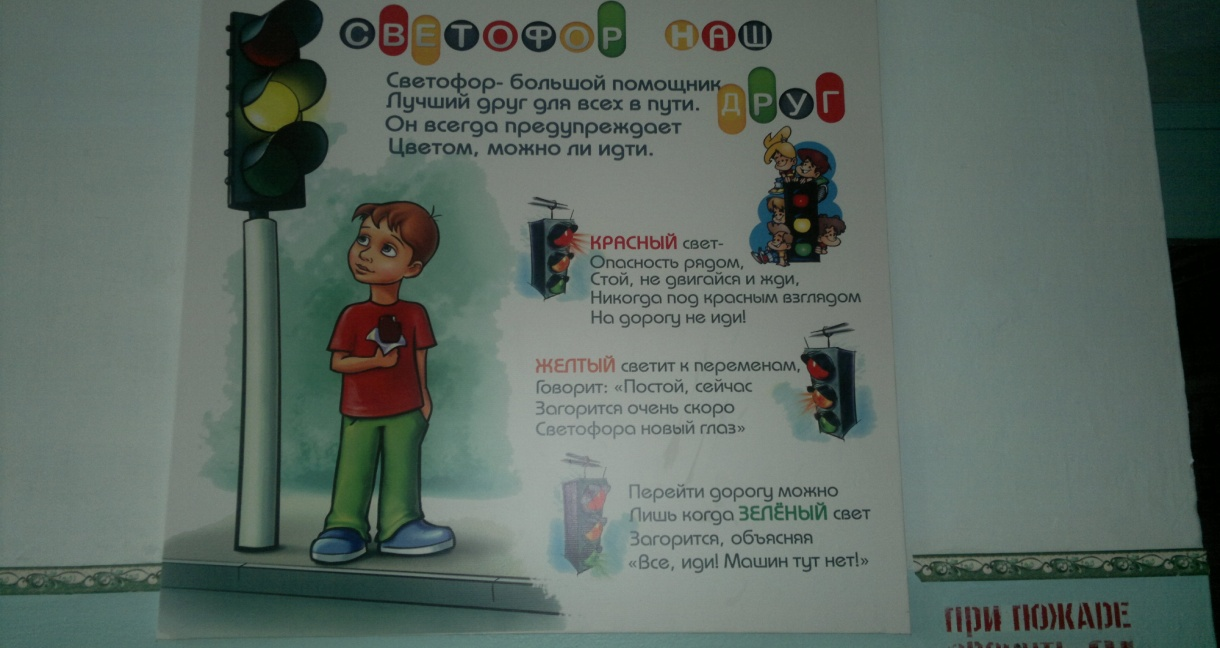 СВЕТОФОР НАШ
ДРУГ
Светофор- большой помощник
Лучший друг для всех в пути.
Он всегда предупреждает
Цветом, можно ли идти.
КРАСНЫЙ свет-
Опасность рядом,
Стой, не двигайся и жди,
Никогда под красным взглядом
На дорогу не иди!
ЖЕЛТЫЙ светит к переменам,
Говорит: «Постой, сейчас
Загорится очень скоро
Светофора новый глаз»
Перейти дорогу можно
Лишь когда ЗЕЛЁНЫЙ свет
Загорится, объясняя
«Все, иди! Машин тут нет!»
ПРИ ПОЖАРЕ